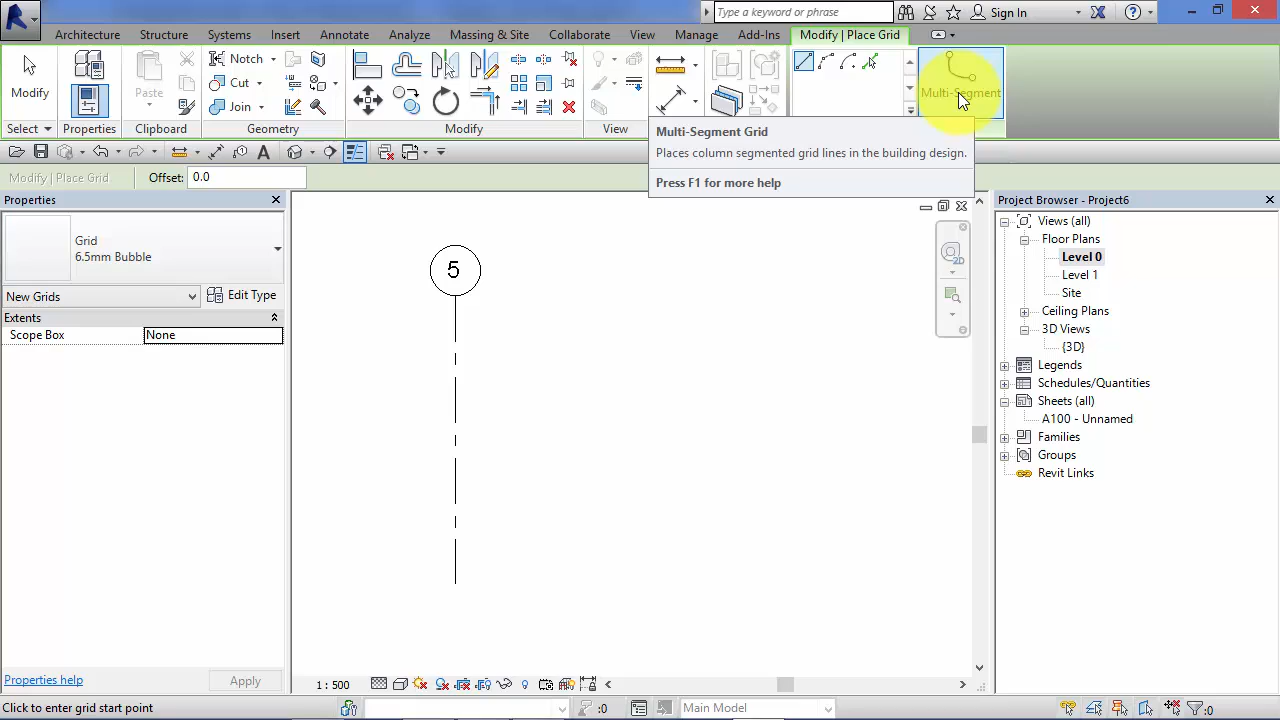 Type a keyword or phrase
Sign In
Architecture Structure Systems Insert Annotate Analyze Massing & Site Collaborate View Manage Add-Ins Modify | Place Grid
Modify
Paste
Notch
Cut
Join
Multi-Segment
Select Properties Clipboard Geometry Modify View
Multi-Segment Grid
Places column segmented grid lines in the building design.
Press F1 for more help
Modify | Place Grid Offset: 0.0
Properties
Grid
6.5mm Bubble
New Grids Edit Type
Extents
Scope Box None
Properties help Apply
5
2D
Project Browser - Project6
Views (all)
Floor Plans
Level 0
Level 1
Site
Ceiling Plans
3D Views
{3D}
Legends
Schedules/Quantities
Sheets (all)
A100 - Unnamed
Families
Groups
Revit Links
1 : 500
Click to enter grid start point :0 Main Model :0